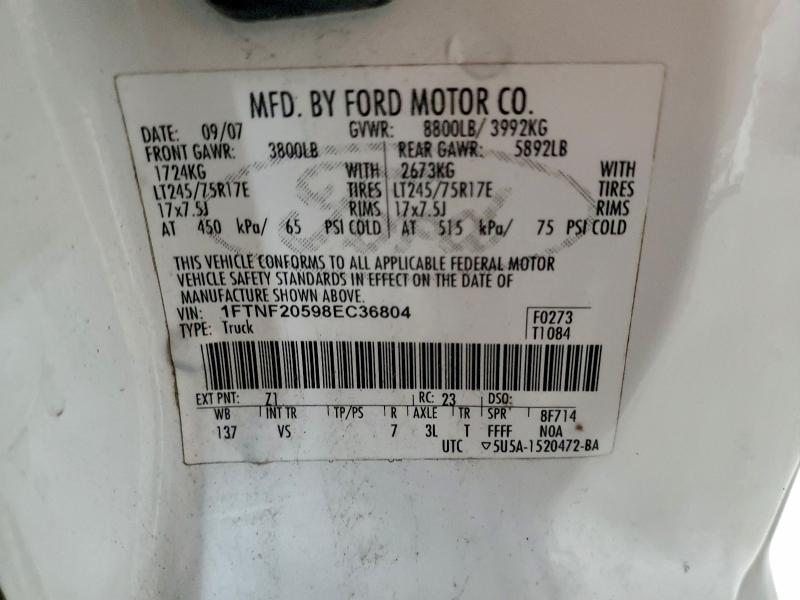 MFD. BY FORD MOTOR CO.
DATE: 09/07 GVWR: 8800LB/ 3992KG
FRONT GAWR: 3800LB REAR GAWR: 5892LB
1724KG WITH 2673KG WITH
LT245/75R17E TIRES LT245/75R17E TIRES
17x7.5J RIMS 17x7.5J RIMS
AT 450 kPa/ 65 PSI COLD AT 515 kPa/ 75 PSI COLD
THIS VEHICLE CONFORMS TO ALL APPLICABLE FEDERAL MOTOR
VEHICLE SAFETY STANDARDS IN EFFECT ON THE DATE OF
MANUFACTURE SHOWN ABOVE.
VIN: 1FTNF20598EC36804 F0273
TYPE: Truck T1084
EXT PNT: Z1 RC: 23 DSO:
WB INT TR TP/PS R AXLE TR SPR 8F714
137 VS 7 3L T FFFF N0A
UTC ▽5U5A-1520472-BA